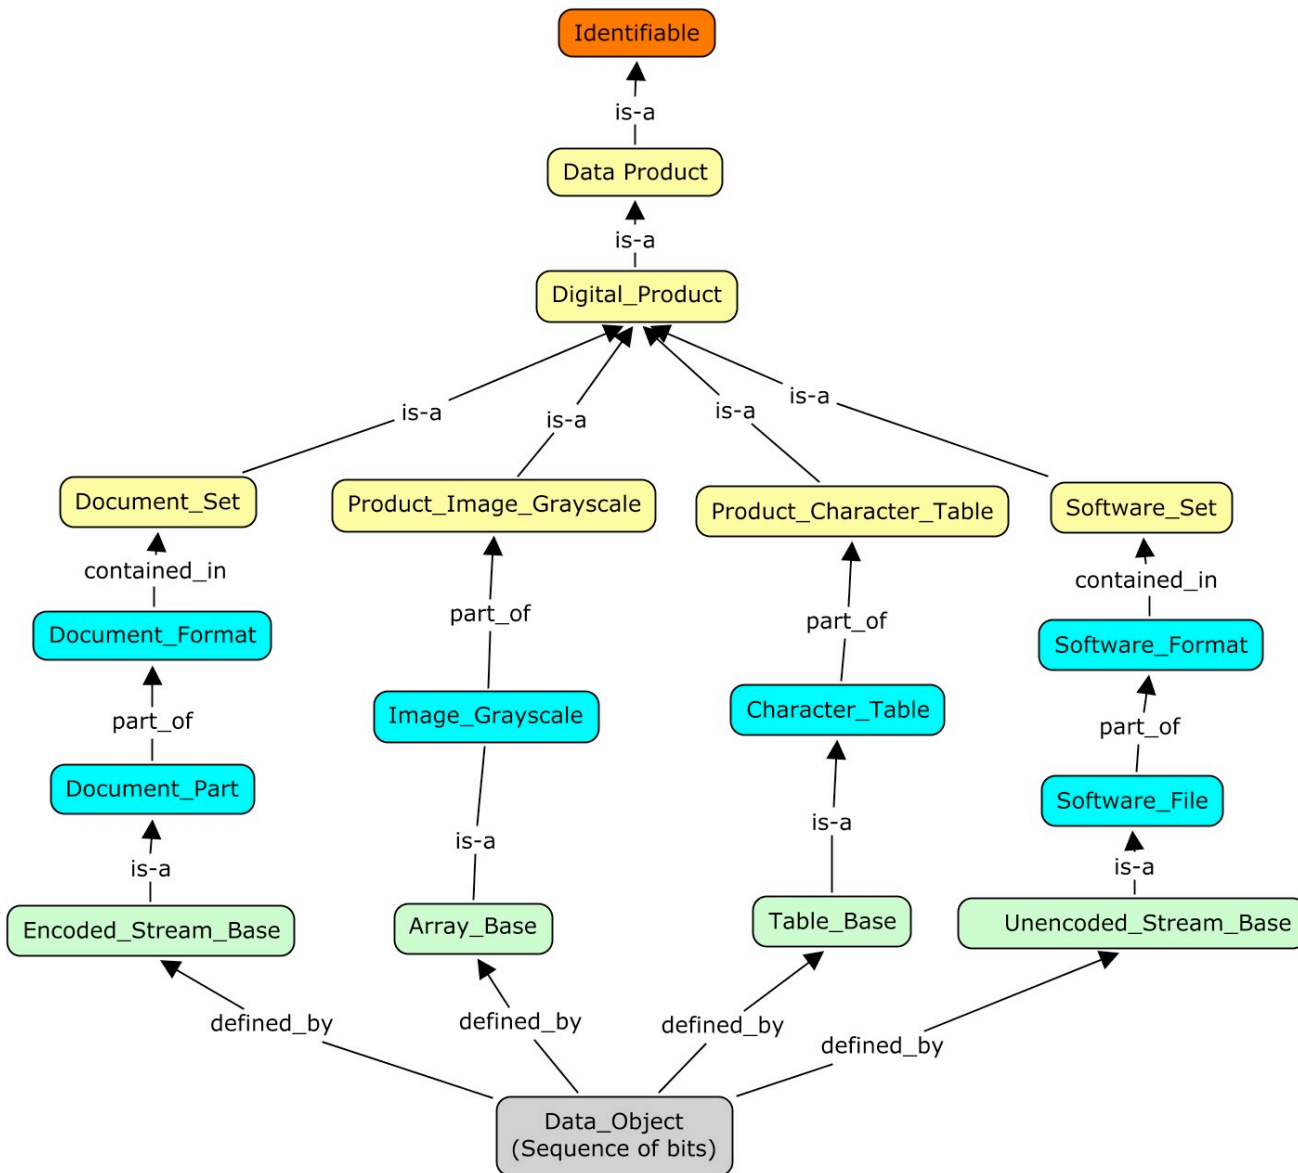 Identifiable
is-a
Data Product
is-a
Digital_Product
is-a
is-a
is-a
is-a
Document_Set
Product_Image_Grayscale
Product_Character_Table
Software_Set
contained_in
part_of
part_of
contained_in
Document_Format
Software_Format
part_of
Image_Grayscale
Character_Table
part_of
Document_Part
Software_File
is-a
is-a
is-a
is-a
Encoded_Stream_Base
Array_Base
Table_Base
Unencoded_Stream_Base
defined_by
defined_by
defined_by
defined_by
Data_Object
(Sequence of bits)